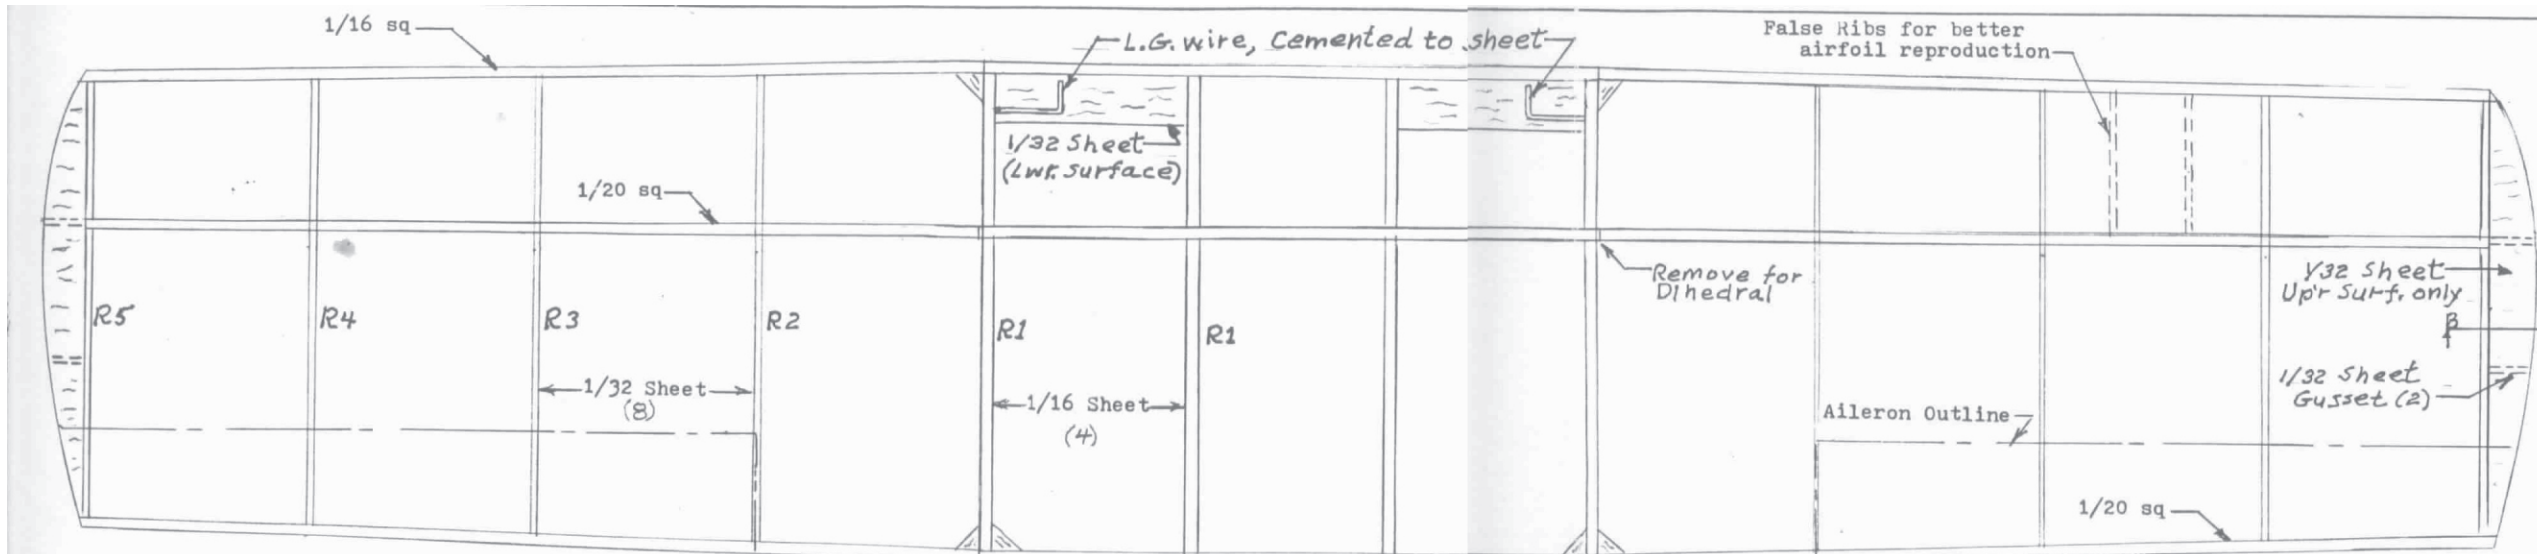 1/16 sq
L.G. wire, Cemented to sheet
False Ribs for better
airfoil reproduction
1/32 Sheet
(Lwr. Surface)
1/20 sq
Remove for
Dihedral
1/32 Sheet
Up'r Surf. only
R5
R4
R3
R2
R1
R1
B
1/32 Sheet
(8)
1/16 Sheet
(4)
1/32 Sheet
Gusset (2)
Aileron Outline
1/20 sq